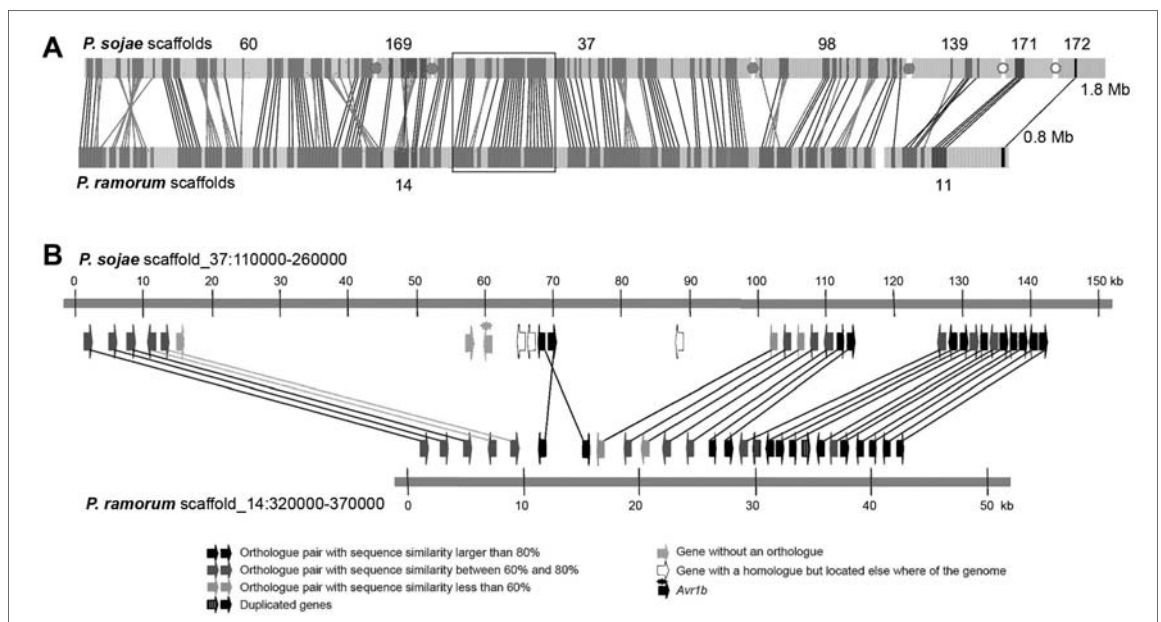 A
P. sojae scaffolds 60 169 37 98 139 171 172
1.8 Mb
0.8 Mb
P. ramorum scaffolds 14 11
B P. sojae scaffold_37:110000-260000
0 10 20 30 40 50 60 70 80 90 100 110 120 130 140 150 kb
P. ramorum scaffold_14:320000-370000
0 10 20 30 40 50 kb
Orthologue pair with sequence similarity larger than 80%
Orthologue pair with sequence similarity between 60% and 80%
Orthologue pair with sequence similarity less than 60%
Duplicated genes
Gene without an orthologue
Gene with a homologue but located else where of the genome
Avr1b